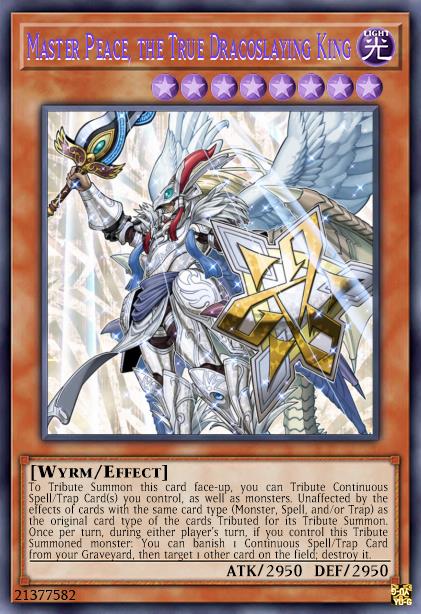 Master Peace, the True Dracoslaying King
LIGHT
光
[Wyrm/Effect]
To Tribute Summon this card face-up, you can Tribute Continuous
Spell/Trap Card(s) you control, as well as monsters. Unaffected by the
effects of cards with the same card type (Monster, Spell, and/or Trap) as
the original card type of the cards Tributed for its Tribute Summon.
Once per turn, during either player's turn, if you control this Tribute
Summoned monster: You can banish 1 Continuous Spell/Trap Card
from your Graveyard, then target 1 other card on the field; destroy it.
ATK/2950 DEF/2950
21377582